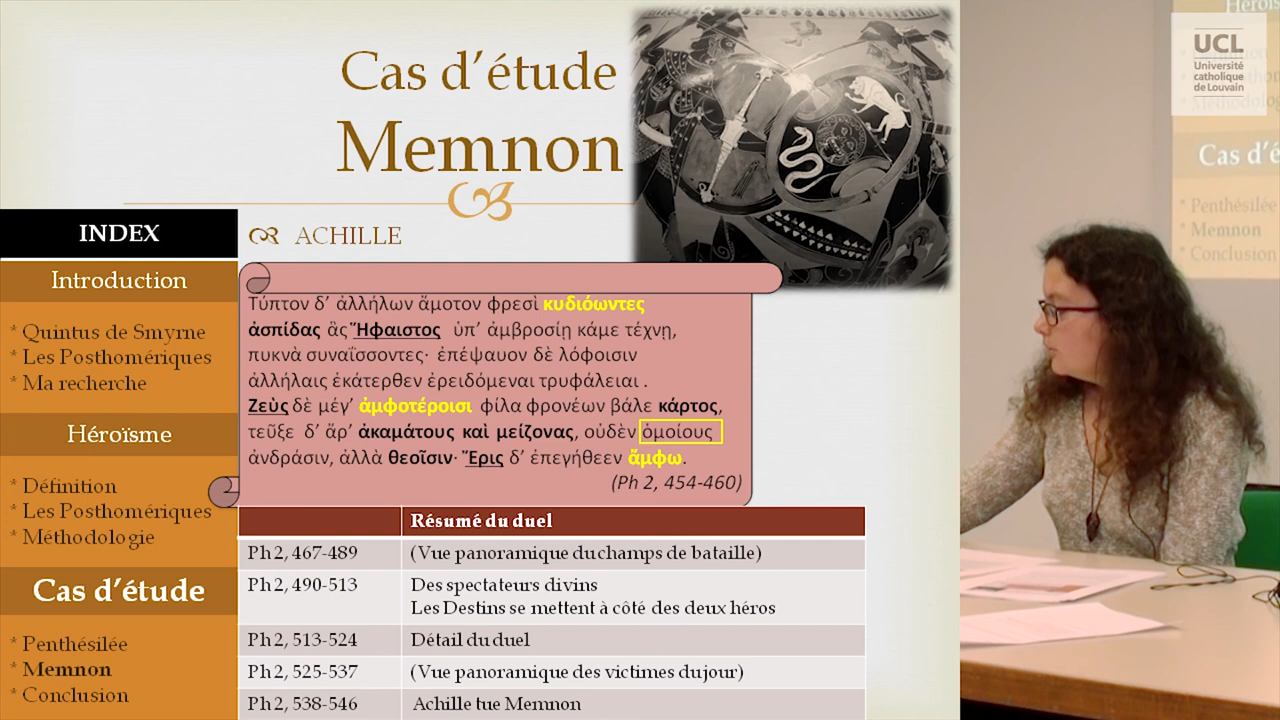 Cas d’étude
Memnon
INDEX
Introduction
* Quintus de Smyrne
* Les Posthomériques
* Ma recherche
Héroïsme
* Définition
* Les Posthomériques
* Méthodologie
Cas d’étude
* Penthésilée
* Memnon
* Conclusion
ACHILLE
Τύπτον δ’ ἀλλήλων ἄμοτον φρεσὶ κυδιόωντες
ἀσπίδας ἃς Ἥφαιστος ὑπ’ ἀμβροσίῃ κάμε τέχνῃ,
πυκνὰ συναΐσσοντες· ἐπέψαυον δὲ λόφοισιν
ἀλλήλαις ἑκάτερθεν ἐρειδόμεναι τρυφάλειαι .
Ζεὺς δὲ μέγ’ ἀμφοτέροισι φίλα φρονέων βάλε κάρτος,
τεῦξε δ’ ἄρ’ ἀκαμάτους καὶ μείζονας, οὐδὲν ὁμοίους
ἀνδράσιν, ἀλλὰ θεοῖσιν· Ἔρις δ’ ἐπεγήθεεν ἄμφω.
(Ph 2, 454-460)
Résumé du duel
Ph 2, 467-489 (Vue panoramique du champs de bataille)
Ph 2, 490-513 Des spectateurs divins
Les Destins se mettent à côté des deux héros
Ph 2, 513-524 Détail du duel
Ph 2, 525-537 (Vue panoramique des victimes du jour)
Ph 2, 538-546 Achille tue Memnon
UCL
Université
catholique
de Louvain
Cas d’é
* Penthésilée
* Memnon
* Conclusion